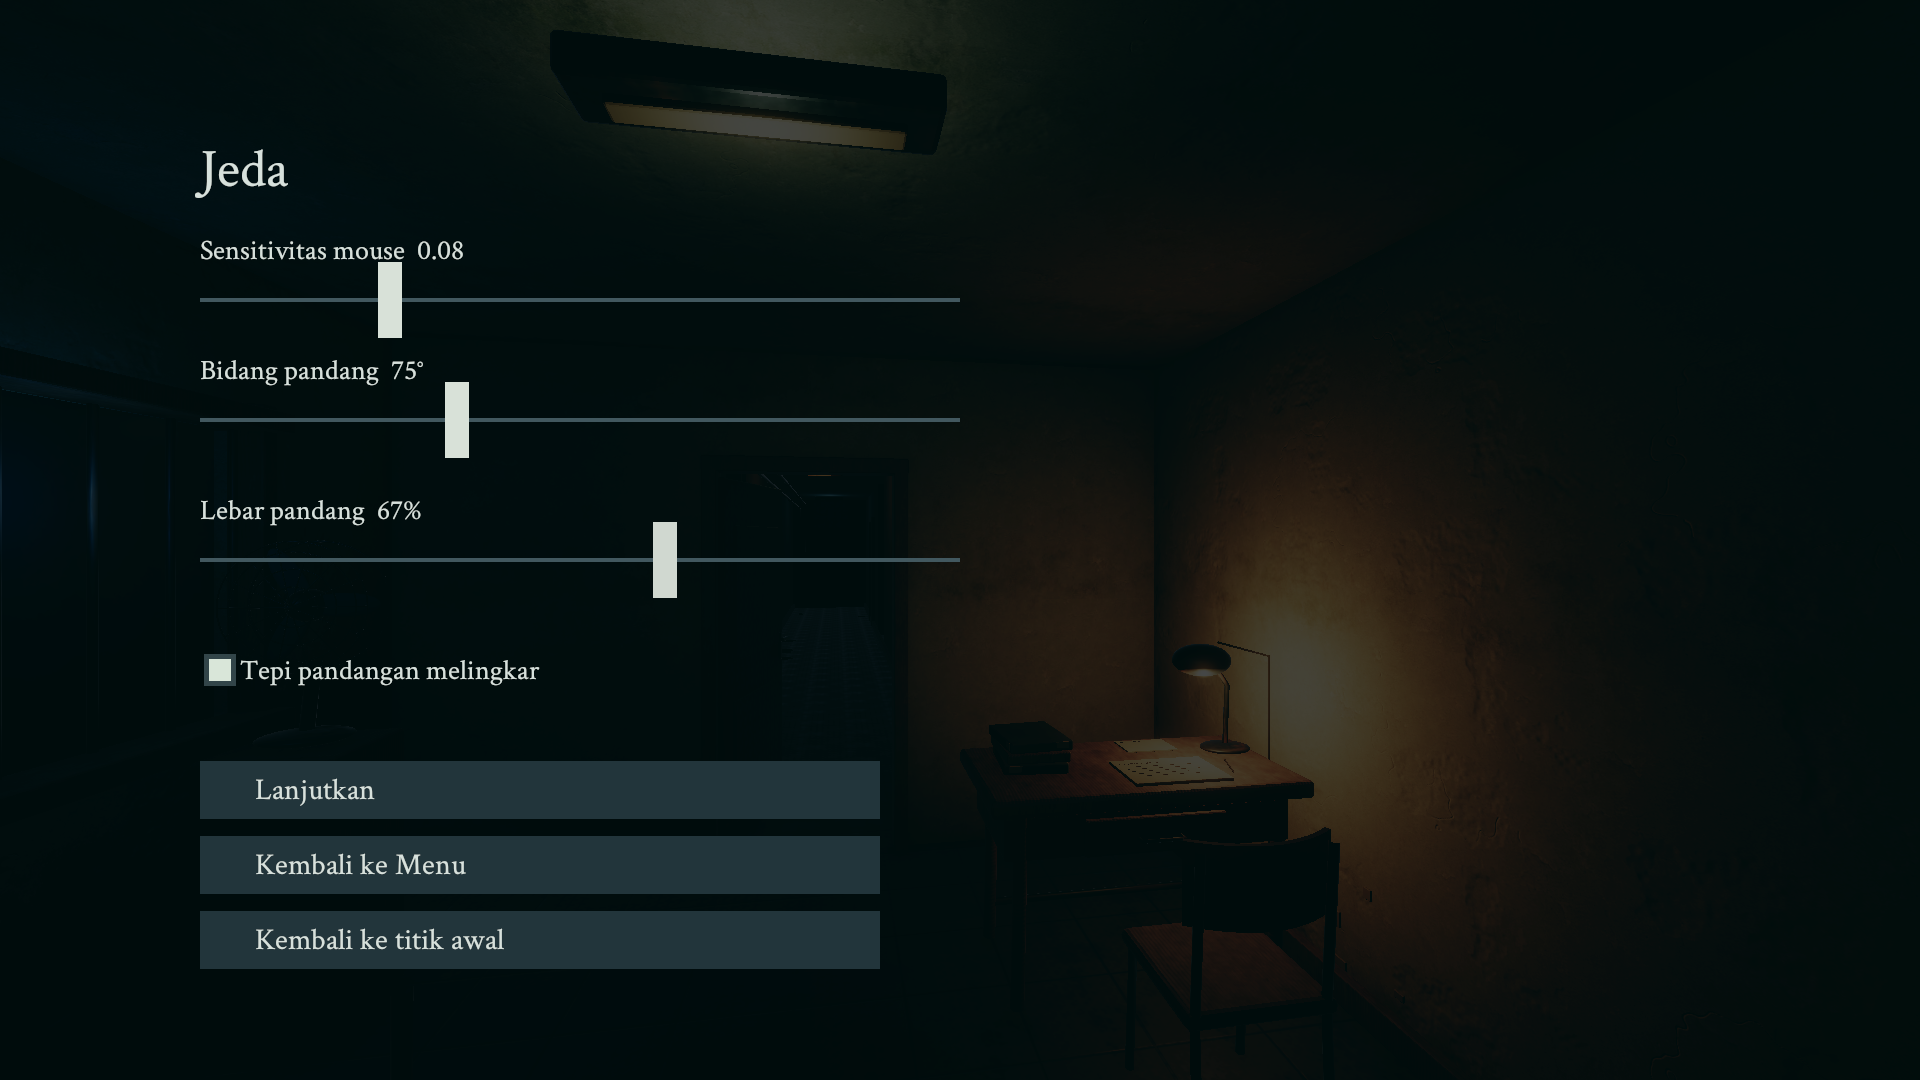 Jeda
Sensitivitas mouse 0.08
Bidang pandang 75°
Lebar pandang 67%
Tepi pandangan melingkar
Lanjutkan
Kembali ke Menu
Kembali ke titik awal